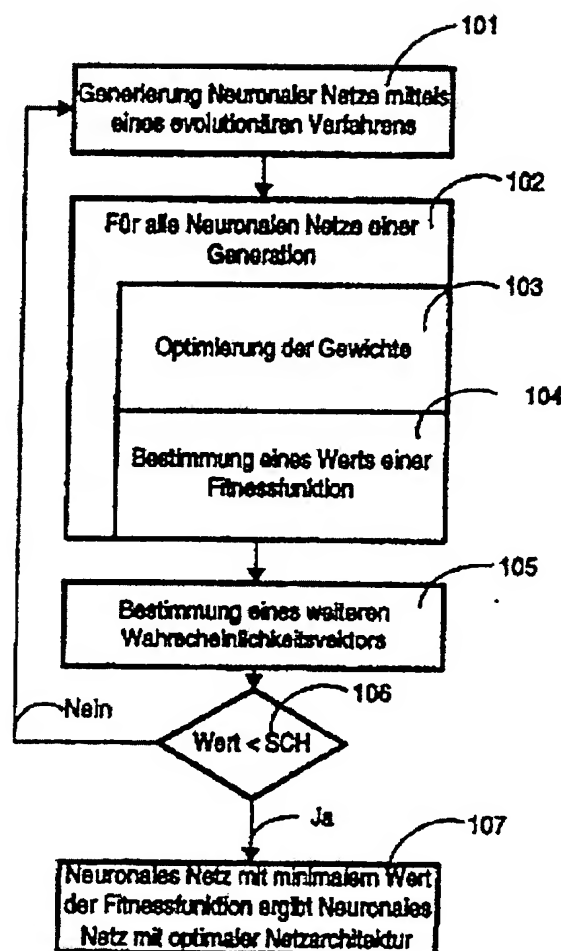 101
Generierung Neuronaler Netze mittels
eines evolutionären Verfahrens
102
Für alle Neuronalen Netze einer
Generation
103
Optimierung der Gewichte
104
Bestimmung eines Werts einer
Fitnessfunktion
105
Bestimmung eines weiteren
Wahrscheinlichkeitsvektors
106
Nein
Wert < SCH
Ja
107
Neuronales Netz mit minimalem Wert
der Fitnessfunktion ergibt Neuronales
Netz mit optimaler Netzarchitektur